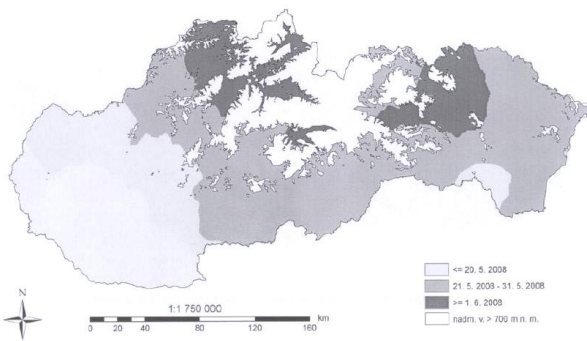 <= 20. 5. 2008
21. 5. 2008 - 31. 5. 2008
>= 1. 6. 2008
nadm. v. > 700 m n. m.
N
1:1 750 000
km
0 10 20 40 80 120 160